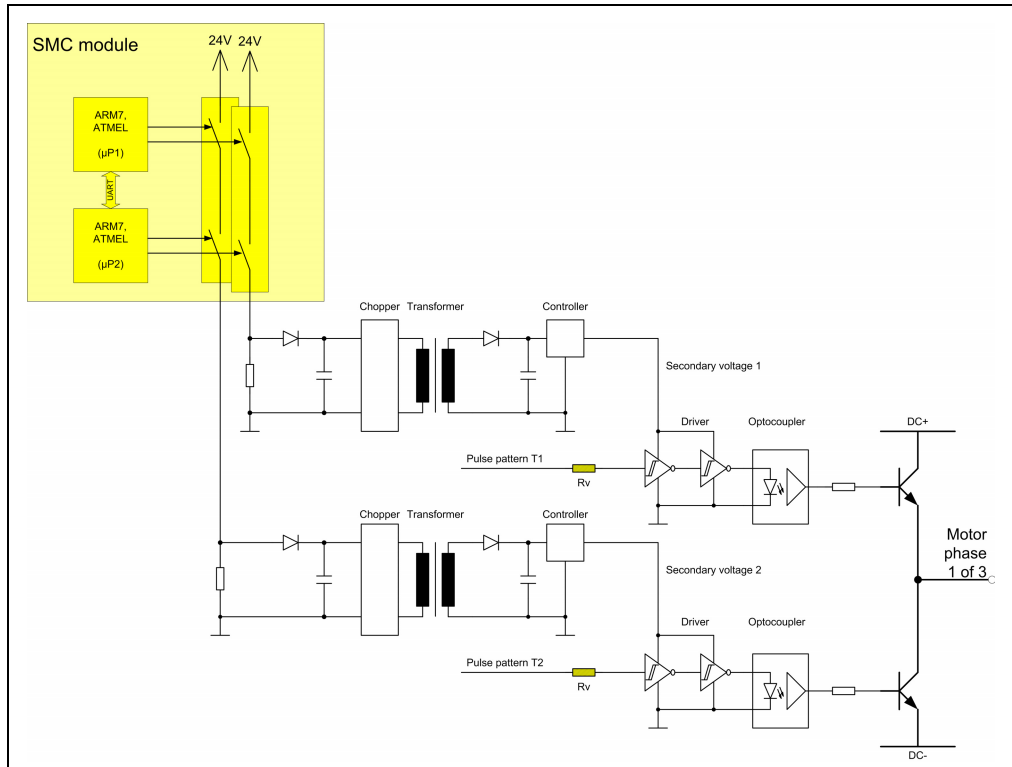 SMC module
24V 24V
ARM7,
ATMEL
(µP1)
UART
ARM7,
ATMEL
(µP2)
Chopper Transformer Controller
Secondary voltage 1
Driver Optocoupler
DC+
Pulse pattern T1
Rv
Chopper Transformer Controller
Motor
phase
1 of 3
Secondary voltage 2
Driver Optocoupler
Pulse pattern T2
Rv
DC-